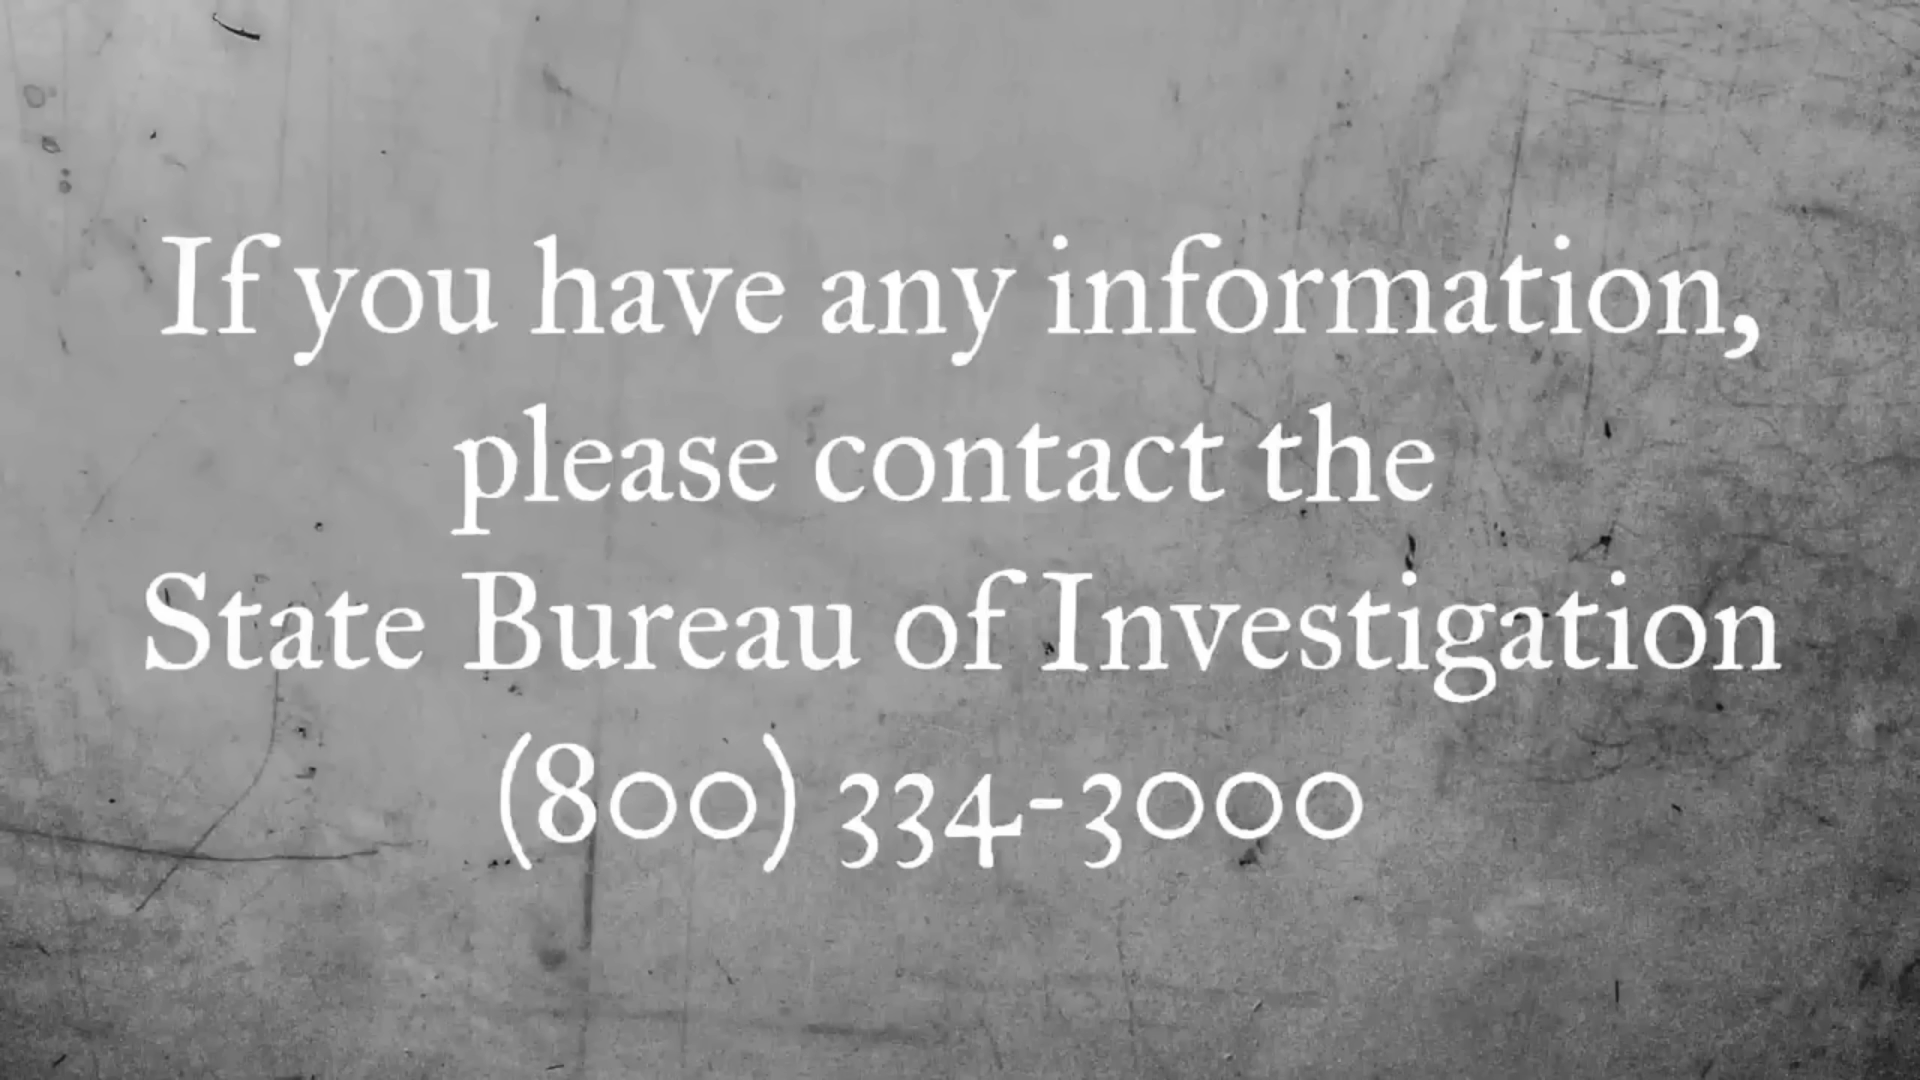 If you have any information,
please contact the
State Bureau of Investigation
(800) 334-3000